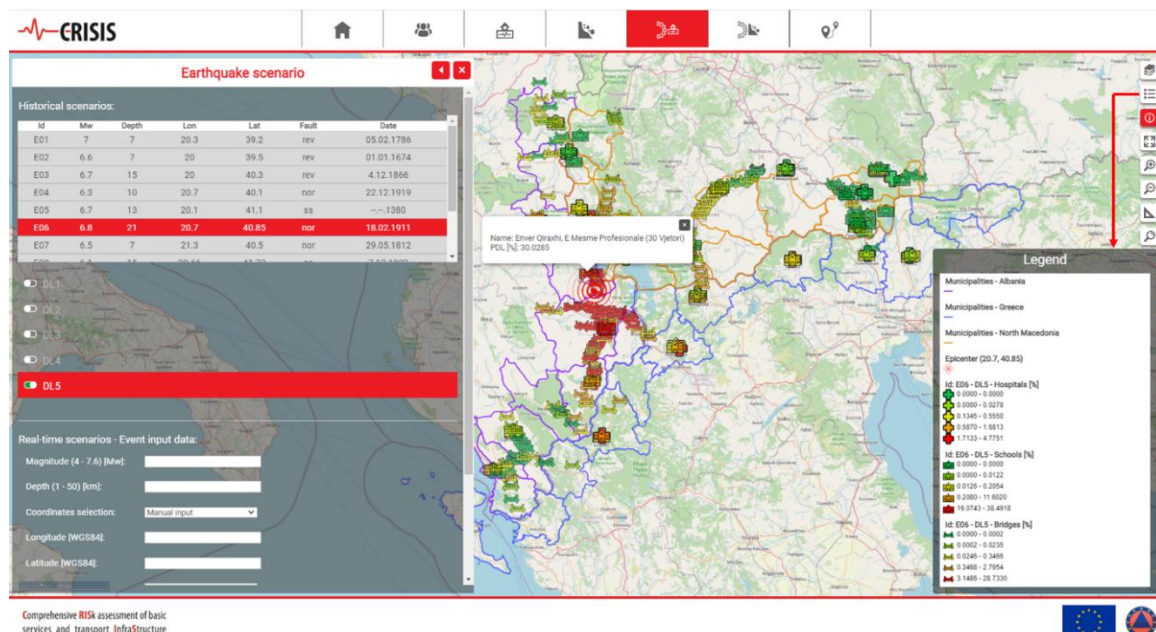 CRISIS
Earthquake scenario
Historical scenarios:
Id Mw Depth Lon Lat Fault Date
E01 7 7 20.3 39.2 rev 05.02.1786
E02 6.6 7 20 39.5 rev 01.01.1674
E03 6.7 15 20 40.3 rev 4.12.1866
E04 6.3 10 20.7 40.1 nor 22.12.1919
E05 6.7 13 20.1 41.1 ss --.--.1380
E06 6.8 21 20.7 40.85 nor 18.02.1911
E07 6.5 7 21.3 40.5 nor 29.05.1812
DL1
DL2
DL3
DL4
DL5
Real-time scenarios - Event input data:
Magnitude (4 - 7.6) [Mw]:
Depth (1 - 50) [km]:
Coordinates selection: Manual input
Longitude [WGS84]:
Latitude [WGS84]:
Name: Enver Qiraxhi, E Mesme Profesionale (30 Vjetori)
PDL [%]: 30.0285
Legend
Municipalities - Albania
Municipalities - Greece
Municipalities - North Macedonia
Epicenter (20.7, 40.85)
Id: E06 - DL5 - Hospitals [%]
0.0000 - 0.0000
0.0000 - 0.0278
0.1345 - 0.5550
0.5870 - 1.6813
1.7133 - 4.7751
Id: E06 - DL5 - Schools [%]
0.0000 - 0.0000
0.0000 - 0.0122
0.0126 - 0.2054
0.2080 - 11.6020
19.0743 - 38.4918
Id: E06 - DL5 - Bridges [%]
0.0000 - 0.0002
0.0002 - 0.0235
0.0246 - 0.3466
0.3468 - 2.7954
3.1486 - 28.7330
Comprehensive RISk assessment of basic
services and transport InfraStructure